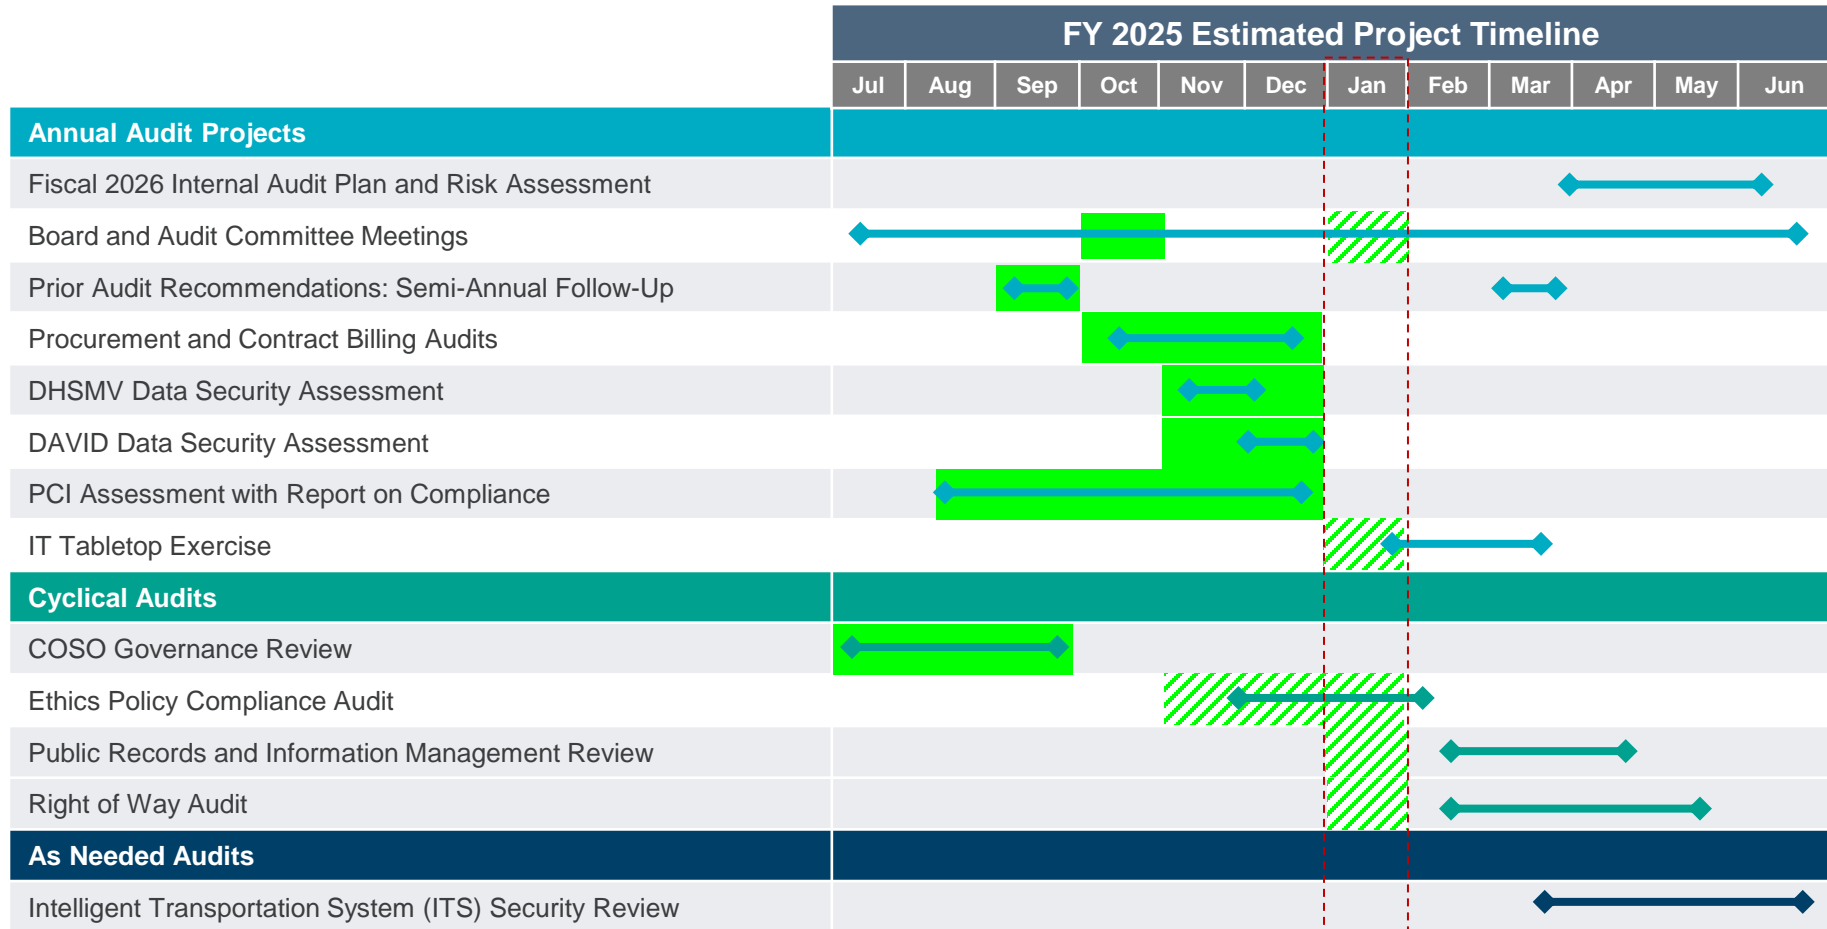 FY 2025 Estimated Project Timeline
Jul Aug Sep Oct Nov Dec Jan Feb Mar Apr May Jun
Annual Audit Projects
Fiscal 2026 Internal Audit Plan and Risk Assessment
Board and Audit Committee Meetings
Prior Audit Recommendations: Semi-Annual Follow-Up
Procurement and Contract Billing Audits
DHSMV Data Security Assessment
DAVID Data Security Assessment
PCI Assessment with Report on Compliance
IT Tabletop Exercise
Cyclical Audits
COSO Governance Review
Ethics Policy Compliance Audit
Public Records and Information Management Review
Right of Way Audit
As Needed Audits
Intelligent Transportation System (ITS) Security Review